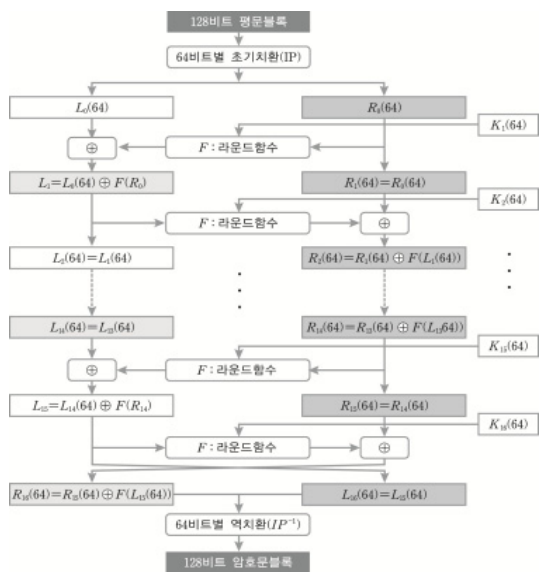 128비트 평문블록
64비트별 초기치환(IP)
L₀(64)
R₀(64)
K₁(64)
⊕
F : 라운드함수
L₁=L₀(64) ⊕ F(R₀)
R₁(64)=R₀(64)
K₂(64)
F : 라운드함수
⊕
L₂(64)=L₁(64)
R₂(64)=R₁(64) ⊕ F(L₁(64))
L₁₄(64)=L₁₃(64)
R₁₄(64)=R₁₃(64) ⊕ F(L₁₃64))
K₁₅(64)
⊕
F : 라운드함수
L₁₅=L₁₄(64) ⊕ F(R₁₄)
R₁₅(64)=R₁₄(64)
K₁₆(64)
F : 라운드함수
⊕
R₁₆(64)=R₁₅(64)⊕F(L₁₅(64))
L₁₆(64)=L₁₅(64)
64비트별 역치환(IP⁻¹)
128비트 암호문블록